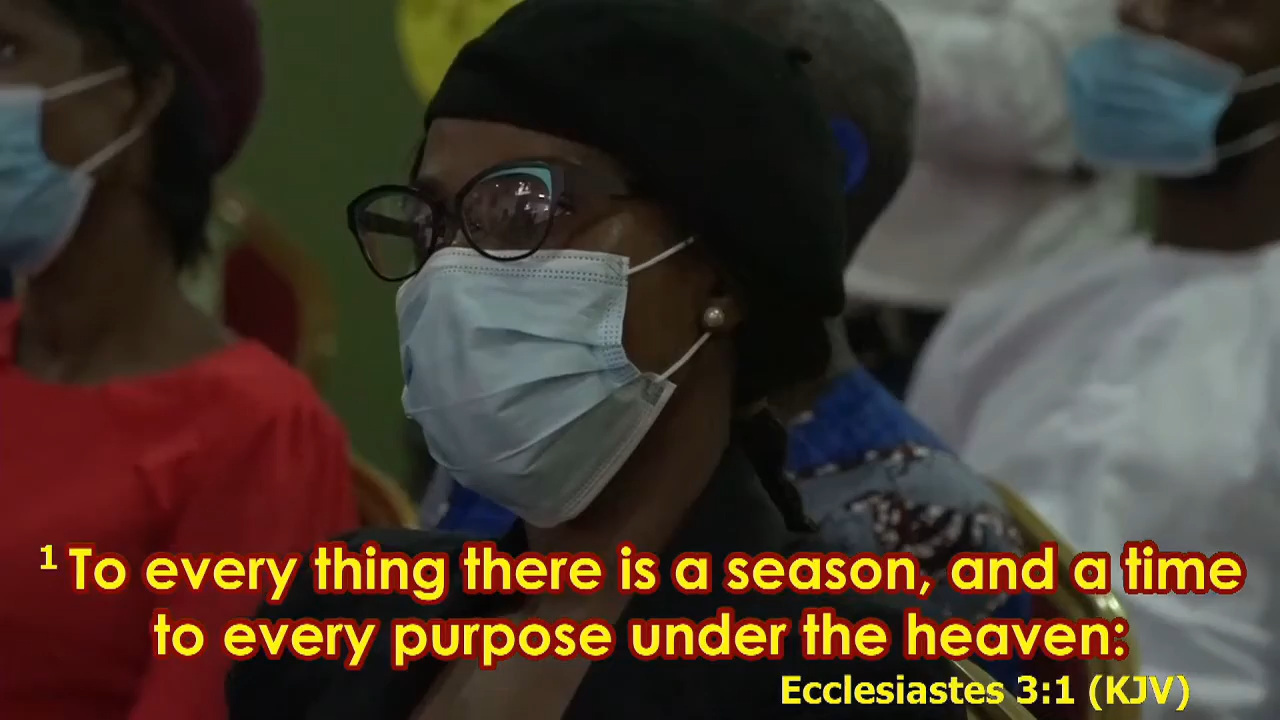 ¹ To every thing there is a season, and a time
to every purpose under the heaven:
Ecclesiastes 3:1 (KJV)